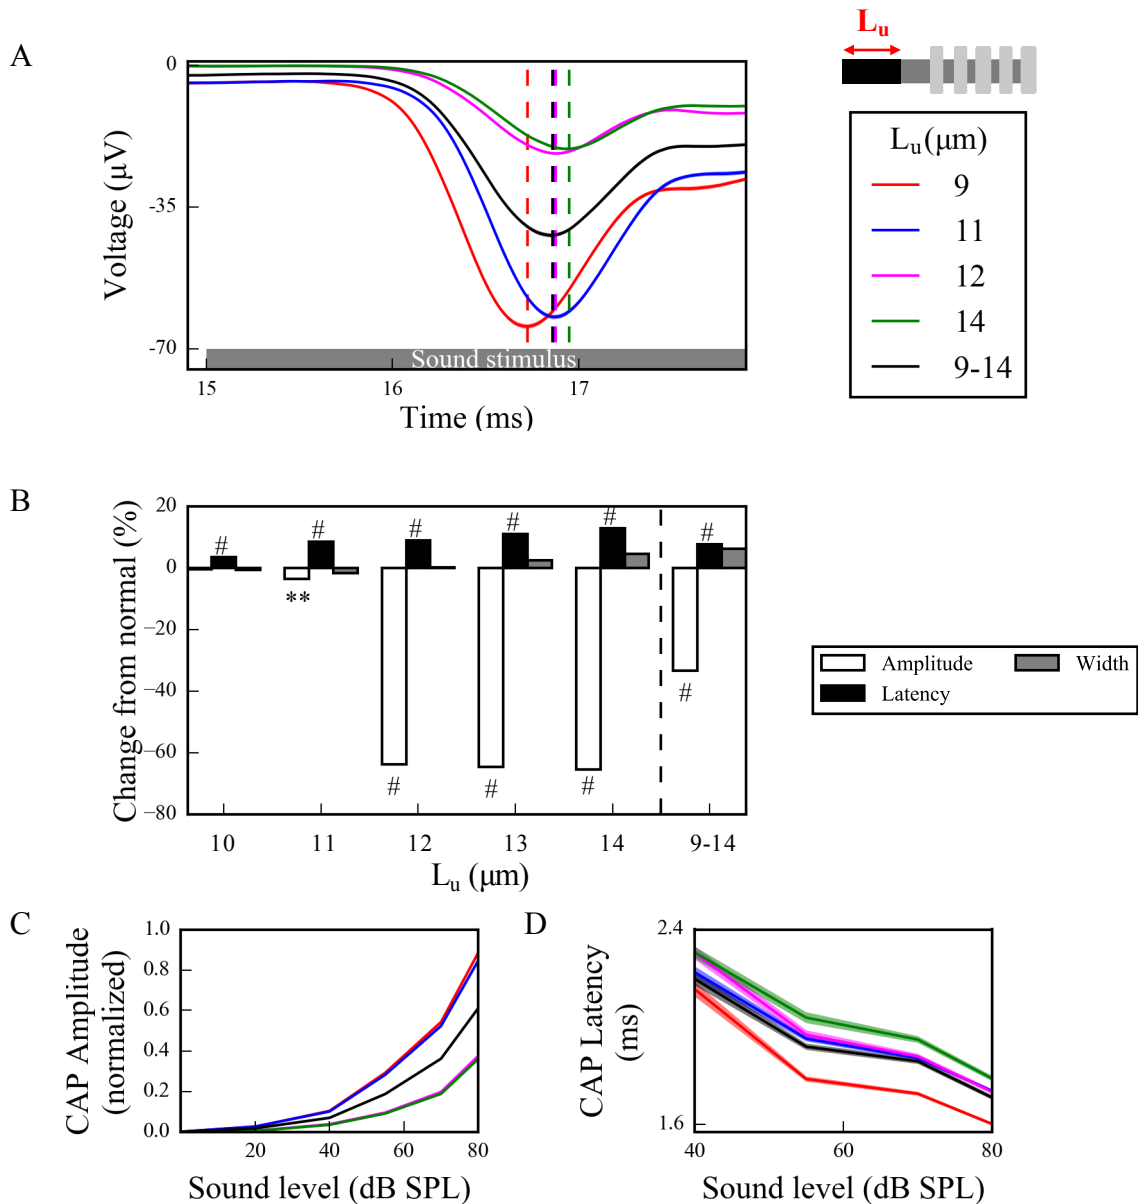 A
0
-35
-70
Voltage (μV)
Sound stimulus
15 16 17
Time (ms)
Lu
Lu(μm)
9
11
12
14
9-14
B
20
0
−20
−40
−60
−80
Change from normal (%)
# # # # # #
**
# # # #
10 11 12 13 14 9-14
Lu (μm)
Amplitude Width
Latency
C
1.0
0.8
0.6
0.4
0.2
0.0
CAP Amplitude
(normalized)
20 40 60 80
Sound level (dB SPL)
D
2.4
1.6
CAP Latency
(ms)
40 60 80
Sound level (dB SPL)